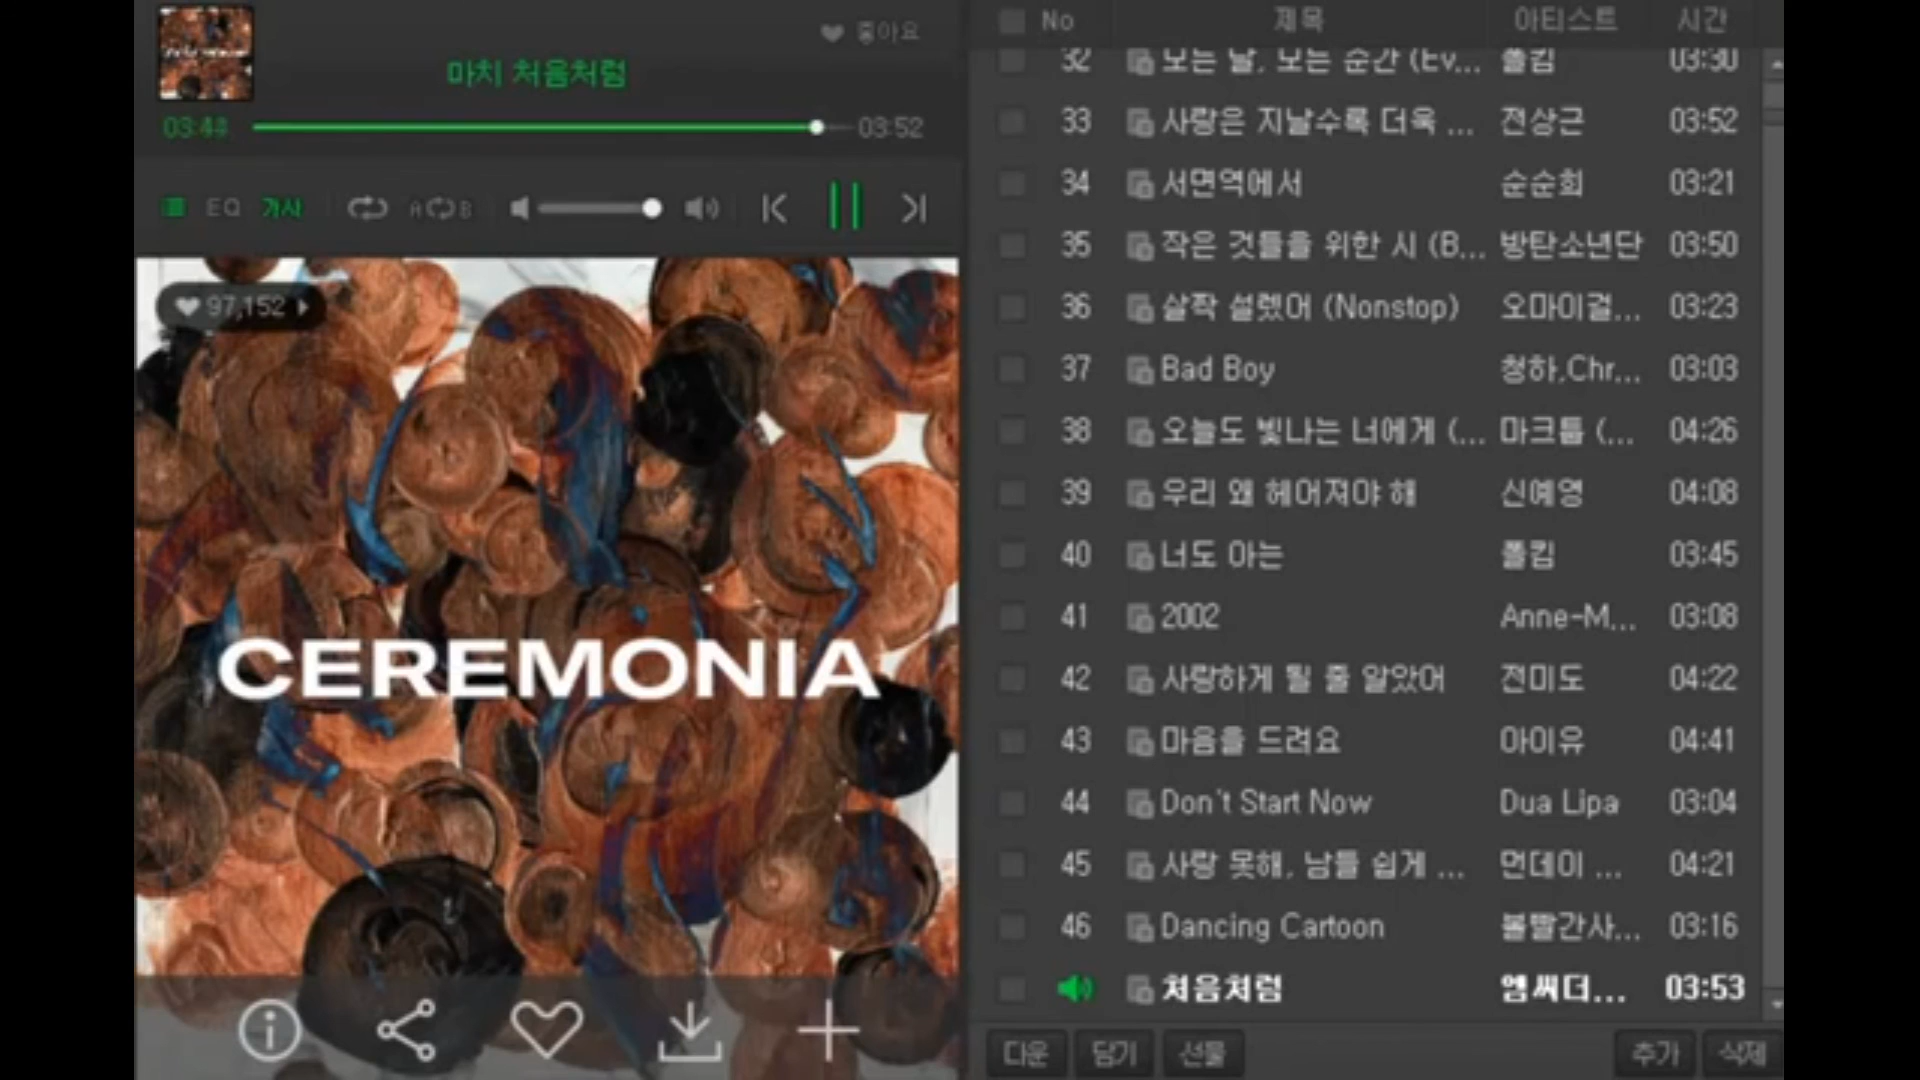 좋아요
마치 처음처럼
03:52
EQ 가사 A B
97,152
CEREMONIA
No 제목 아티스트 시간
32 모든 날, 모든 순간 (Ev... 폴킴 03:30
33 사랑은 지날수록 더욱 ... 전상근 03:52
34 서면역에서 순순희 03:21
35 작은 것들을 위한 시 (B... 방탄소년단 03:50
36 살짝 설렜어 (Nonstop) 오마이걸... 03:23
37 Bad Boy 청하,Chr... 03:03
38 오늘도 빛나는 너에게 (... 마크툽 (... 04:26
39 우리 왜 헤어져야 해 신예영 04:08
40 너도 아는 폴킴 03:45
41 2002 Anne-M... 03:08
42 사랑하게 될 줄 알았어 전미도 04:22
43 마음을 드려요 아이유 04:41
44 Don't Start Now Dua Lipa 03:04
45 사랑 못해, 남들 쉽게 ... 먼데이 ... 04:21
46 Dancing Cartoon 볼빨간사... 03:16
처음처럼 엠씨더... 03:53
다운 담기 선물 추가 삭제